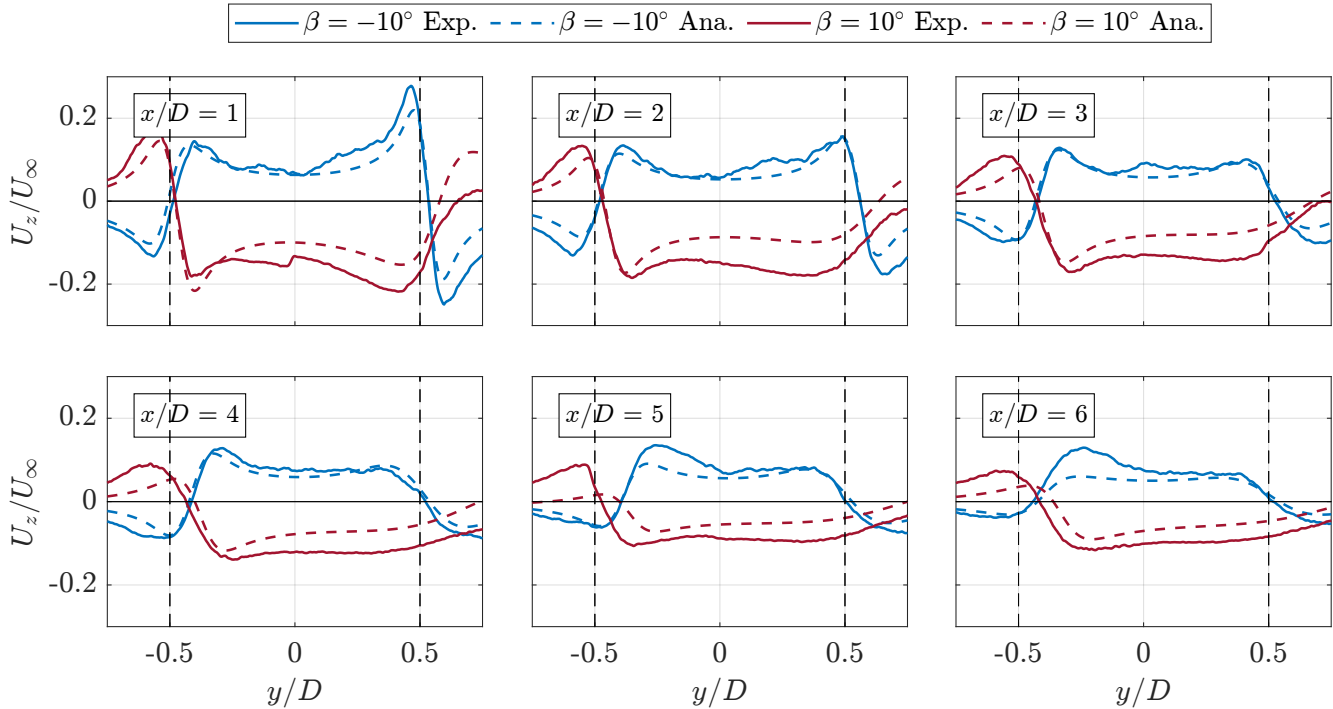 β = −10° Exp. β = −10° Ana. β = 10° Exp. β = 10° Ana.
x/D = 1 x/D = 2 x/D = 3
0.2
0
-0.2
U_z/U_∞
x/D = 4 x/D = 5 x/D = 6
0.2
0
-0.2
U_z/U_∞
-0.5 0 0.5 -0.5 0 0.5 -0.5 0 0.5
y/D y/D y/D